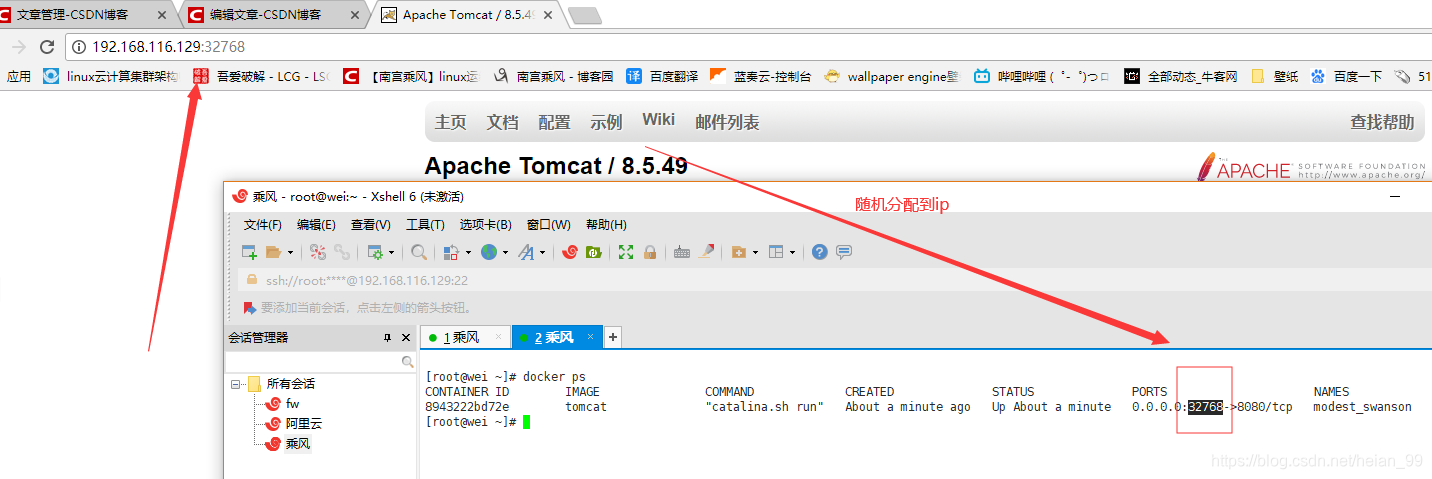 文章管理-CSDN博客 × 编辑文章-CSDN博客 × Apache Tomcat / 8.5.49 ×
192.168.116.129:32768
应用 linux云计算集群架构 吾爱破解 - LCG - LSC 【南宫乘风】linux运 南宫乘风 - 博客园 百度翻译 蓝奏云-控制台 wallpaper engine壁 哔哩哔哩 ( ゜- ゜)つロ 全部动态_牛客网 壁纸 百度一下 51
主页 文档 配置 示例 Wiki 邮件列表 查找帮助
Apache Tomcat / 8.5.49
THE APACHE SOFTWARE FOUNDATION
http://www.apache.org/
乘风 - root@wei:~ - Xshell 6 (未激活)
随机分配到ip
文件(F) 编辑(E) 查看(V) 工具(T) 选项卡(B) 窗口(W) 帮助(H)
ssh://root:****@192.168.116.129:22
要添加当前会话，点击左侧的箭头按钮。
会话管理器
1 乘风 × 2 乘风 × +
所有会话
fw
阿里云
乘风
[root@wei ~]# docker ps
CONTAINER ID IMAGE COMMAND CREATED STATUS PORTS NAMES
8943222bd72e tomcat "catalina.sh run" About a minute ago Up About a minute 0.0.0.0:32768->8080/tcp modest_swanson
[root@wei ~]#
https://blog.csdn.net/heian_99